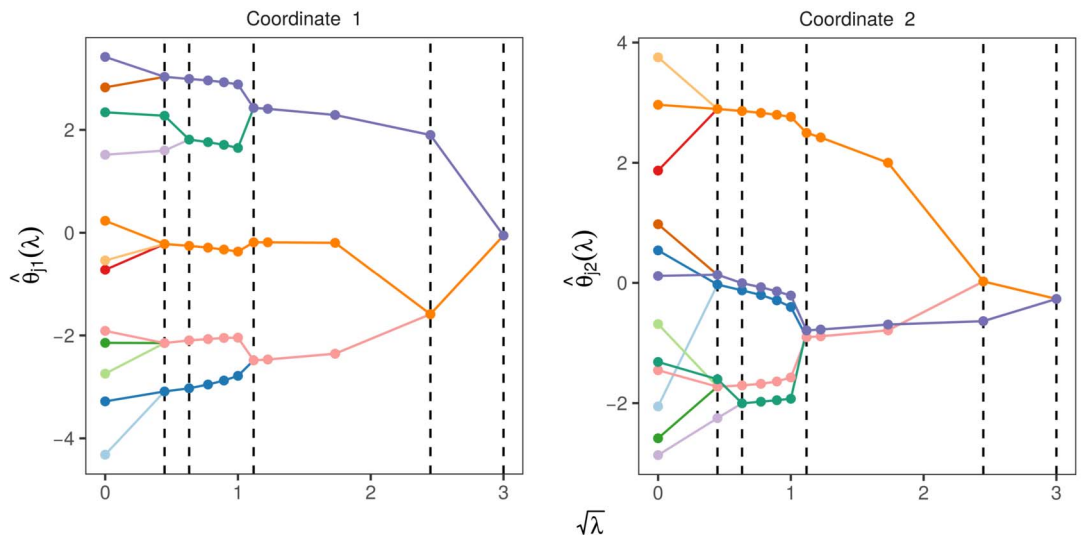 Coordinate 1
θ̂j1(λ)
2
0
−2
−4
0 1 2 3
Coordinate 2
θ̂j2(λ)
4
2
0
−2
0 1 2 3
√λ